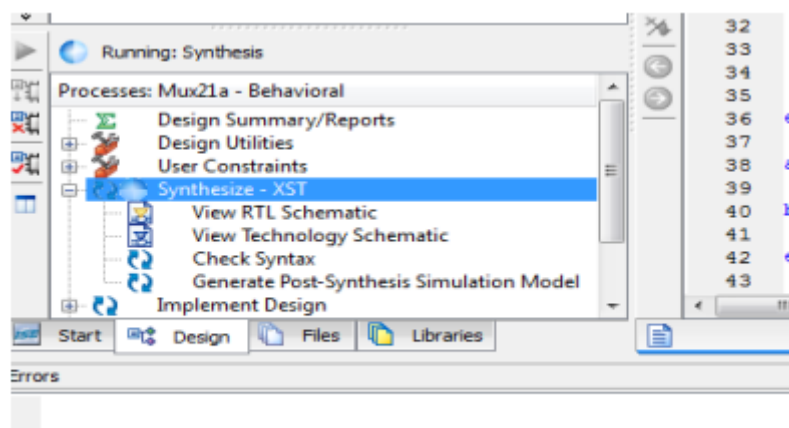 Running: Synthesis
Processes: Mux21a - Behavioral
Design Summary/Reports
Design Utilities
User Constraints
Synthesize - XST
View RTL Schematic
View Technology Schematic
Check Syntax
Generate Post-Synthesis Simulation Model
Implement Design
Start
Design
Files
Libraries
Errors
32
33
34
35
36
37
38
39
40
41
42
43